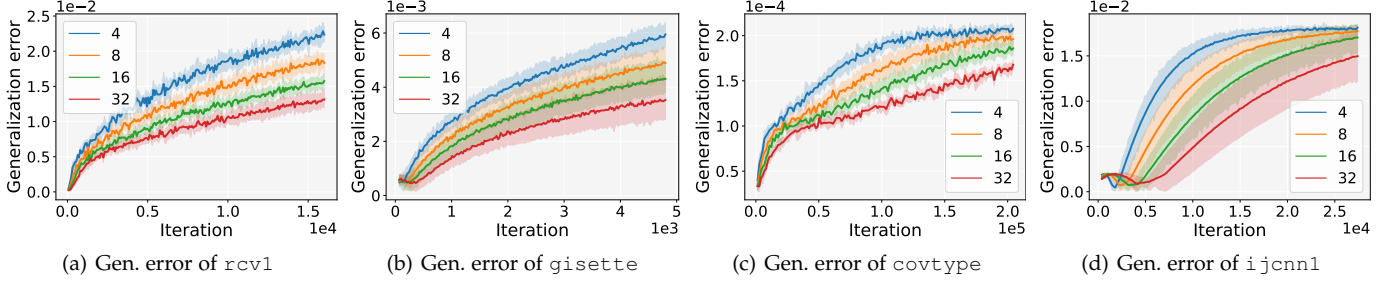 1e−2
Generalization error
2.5
2.0
1.5
1.0
0.5
0.0
4
8
16
32
0.0 0.5 1.0 1.5
Iteration
1e4
(a) Gen. error of rcv1
1e−3
Generalization error
6
4
2
0
4
8
16
32
0 1 2 3 4 5
Iteration
1e3
(b) Gen. error of gisette
1e−4
Generalization error
2.0
1.5
1.0
0.5
4
8
16
32
0.0 0.5 1.0 1.5 2.0
Iteration
1e5
(c) Gen. error of covtype
1e−2
Generalization error
2.0
1.0
0.0
4
8
16
32
0.0 0.5 1.0 1.5 2.0 2.5
Iteration
1e4
(d) Gen. error of ijcnn1